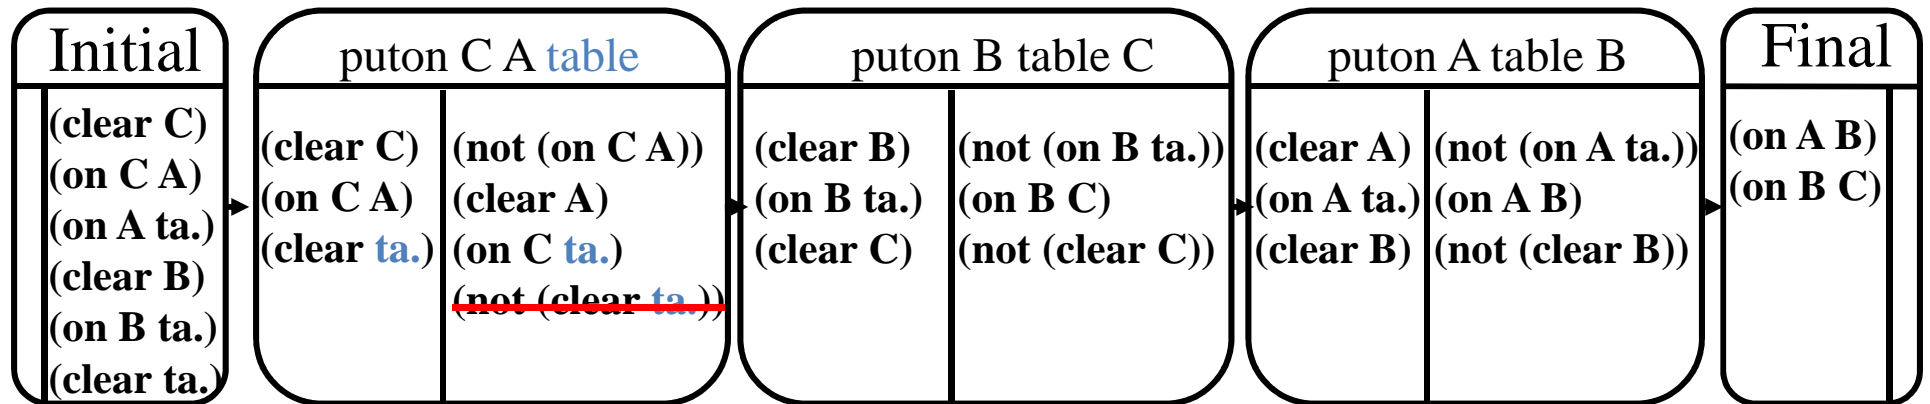 Initial
(clear C)
(on C A)
(on A ta.)
(clear B)
(on B ta.)
(clear ta.)
puton C A table
(clear C)
(on C A)
(clear ta.)
(not (on C A))
(clear A)
(on C ta.)
(not (clear ta.))
puton B table C
(clear B)
(on B ta.)
(clear C)
(not (on B ta.))
(on B C)
(not (clear C))
puton A table B
(clear A)
(on A ta.)
(clear B)
(not (on A ta.))
(on A B)
(not (clear B))
Final
(on A B)
(on B C)